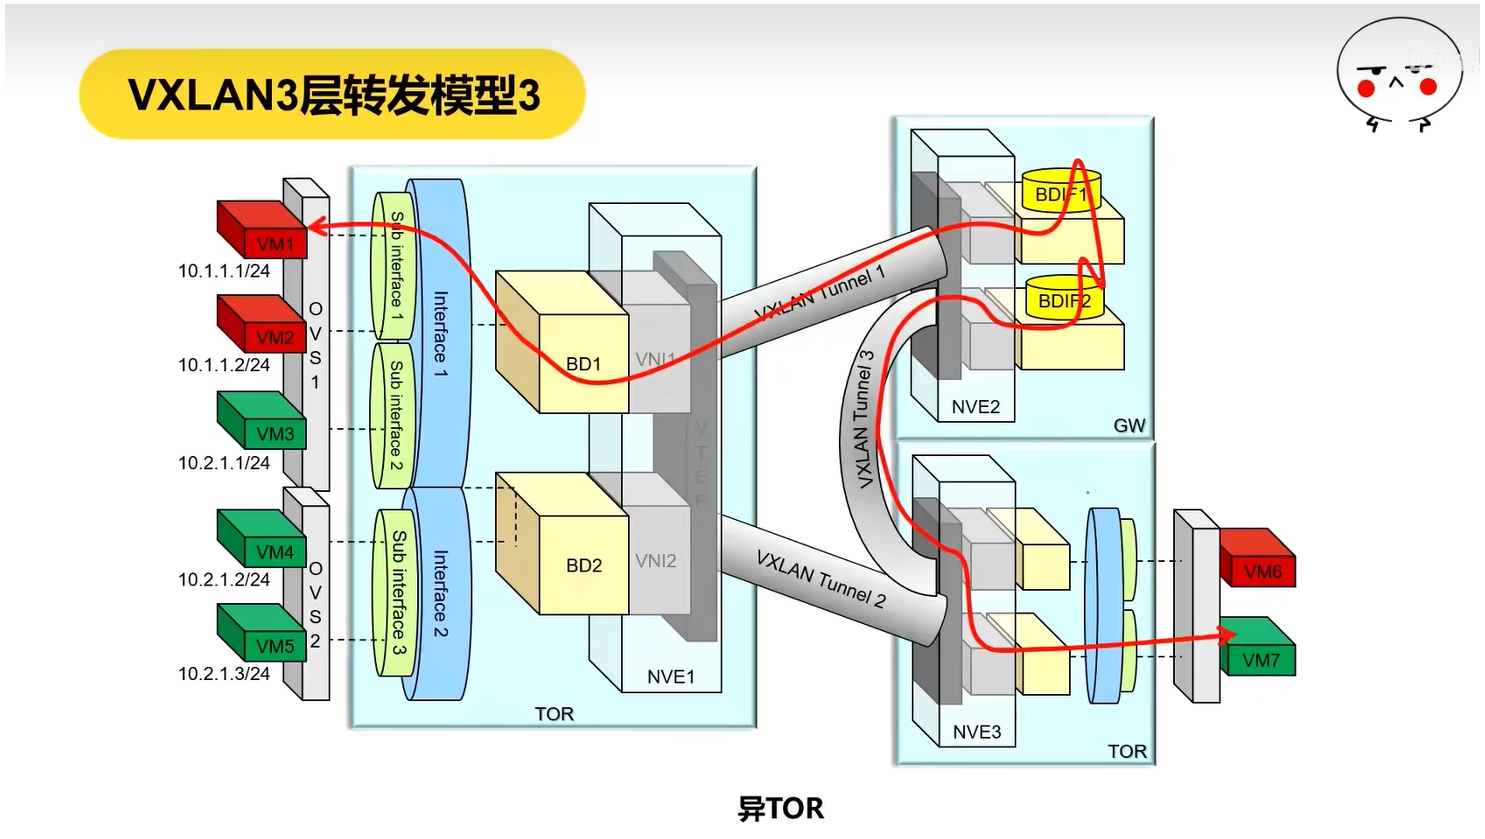 VXLAN3层转发模型3
VM1
10.1.1.1/24
VM2
10.1.1.2/24
VM3
10.2.1.1/24
VM4
10.2.1.2/24
VM5
10.2.1.3/24
OVS1
OVS2
Sub interface 1
Sub interface 2
Sub interface 3
Interface 1
Interface 2
BD1
VNI1
BD2
VNI2
VTEP
NVE1
TOR
VXLAN Tunnel 1
VXLAN Tunnel 2
VXLAN Tunnel 3
BDIF1
BDIF2
NVE2
GW
NVE3
TOR
VM6
VM7
异TOR